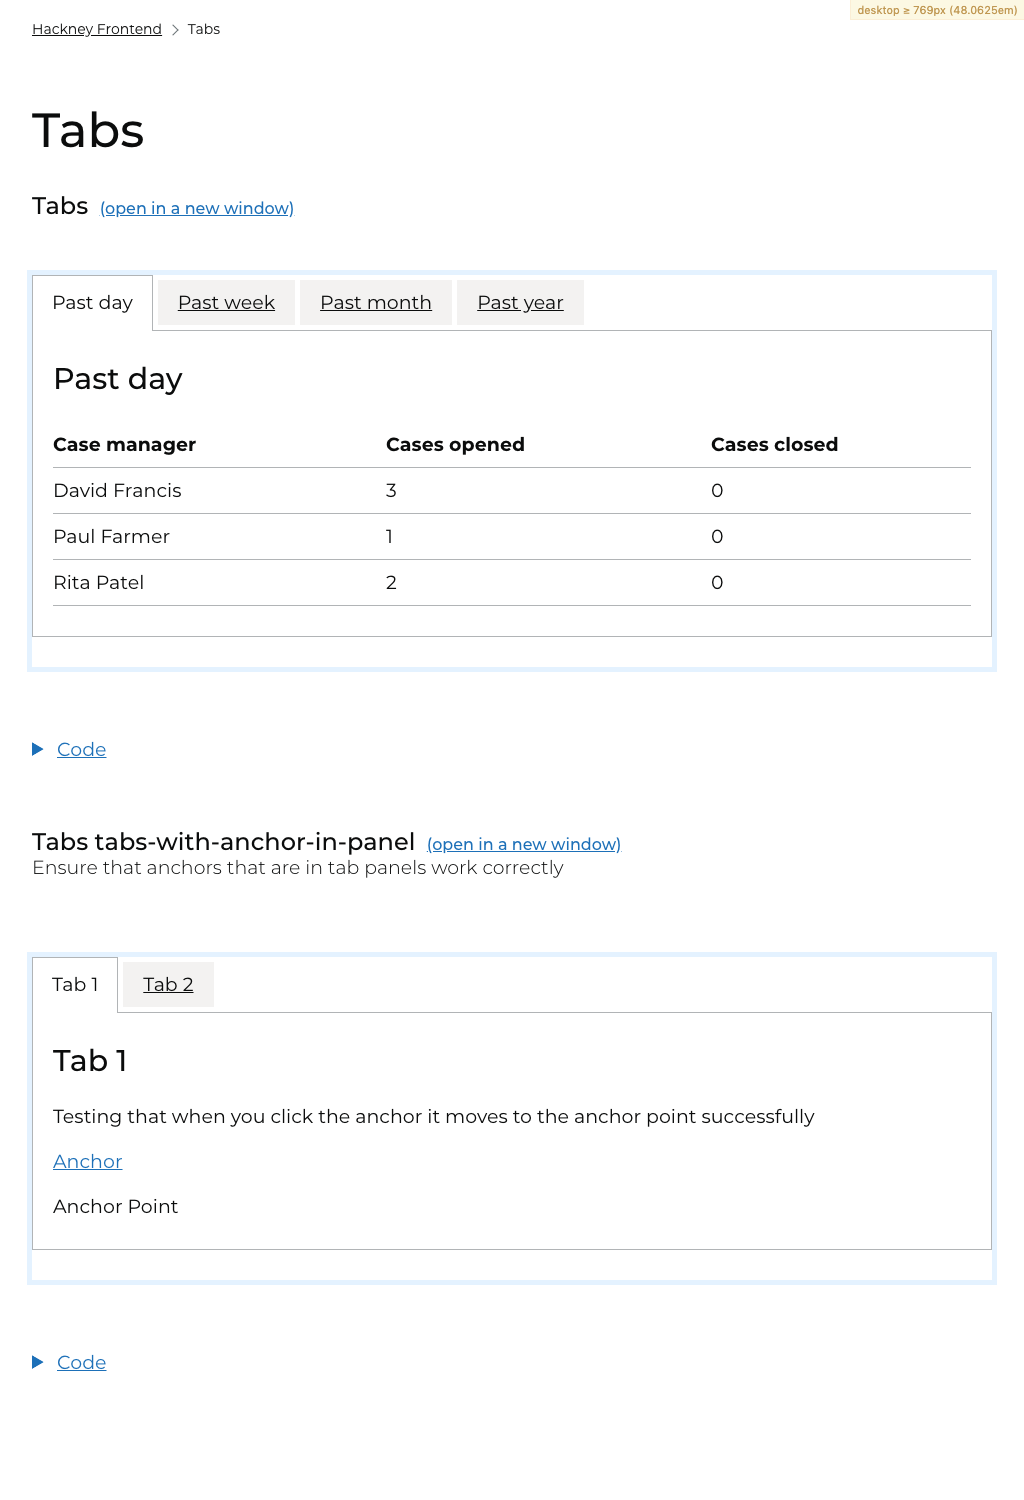 desktop ≥ 769px (48.0625em)
Hackney Frontend > Tabs
Tabs
Tabs (open in a new window)
Past day Past week Past month Past year
Past day
Case manager Cases opened Cases closed
David Francis 3 0
Paul Farmer 1 0
Rita Patel 2 0
Code
Tabs tabs-with-anchor-in-panel (open in a new window)
Ensure that anchors that are in tab panels work correctly
Tab 1 Tab 2
Tab 1
Testing that when you click the anchor it moves to the anchor point successfully
Anchor
Anchor Point
Code